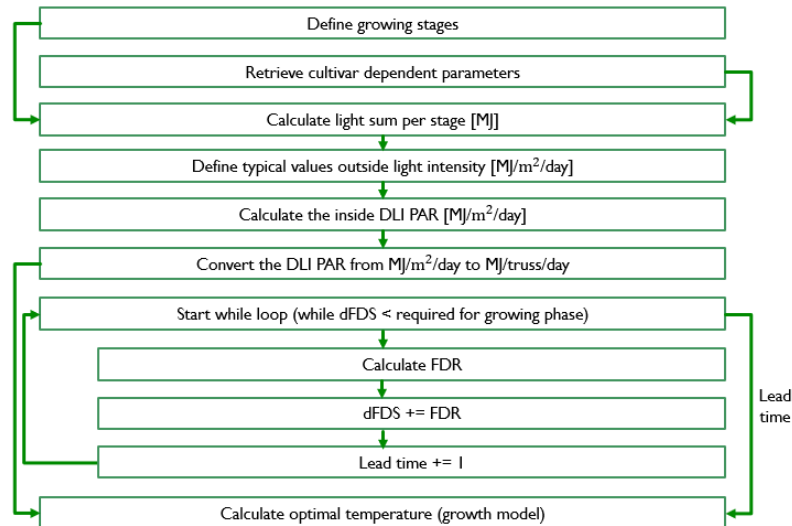 Define growing stages
Retrieve cultivar dependent parameters
Calculate light sum per stage [MJ]
Define typical values outside light intensity [MJ/m²/day]
Calculate the inside DLI PAR [MJ/m²/day]
Convert the DLI PAR from MJ/m²/day to MJ/truss/day
Start while loop (while dFDS < required for growing phase)
Calculate FDR
dFDS += FDR
Lead time += 1
Lead
time
Calculate optimal temperature (growth model)